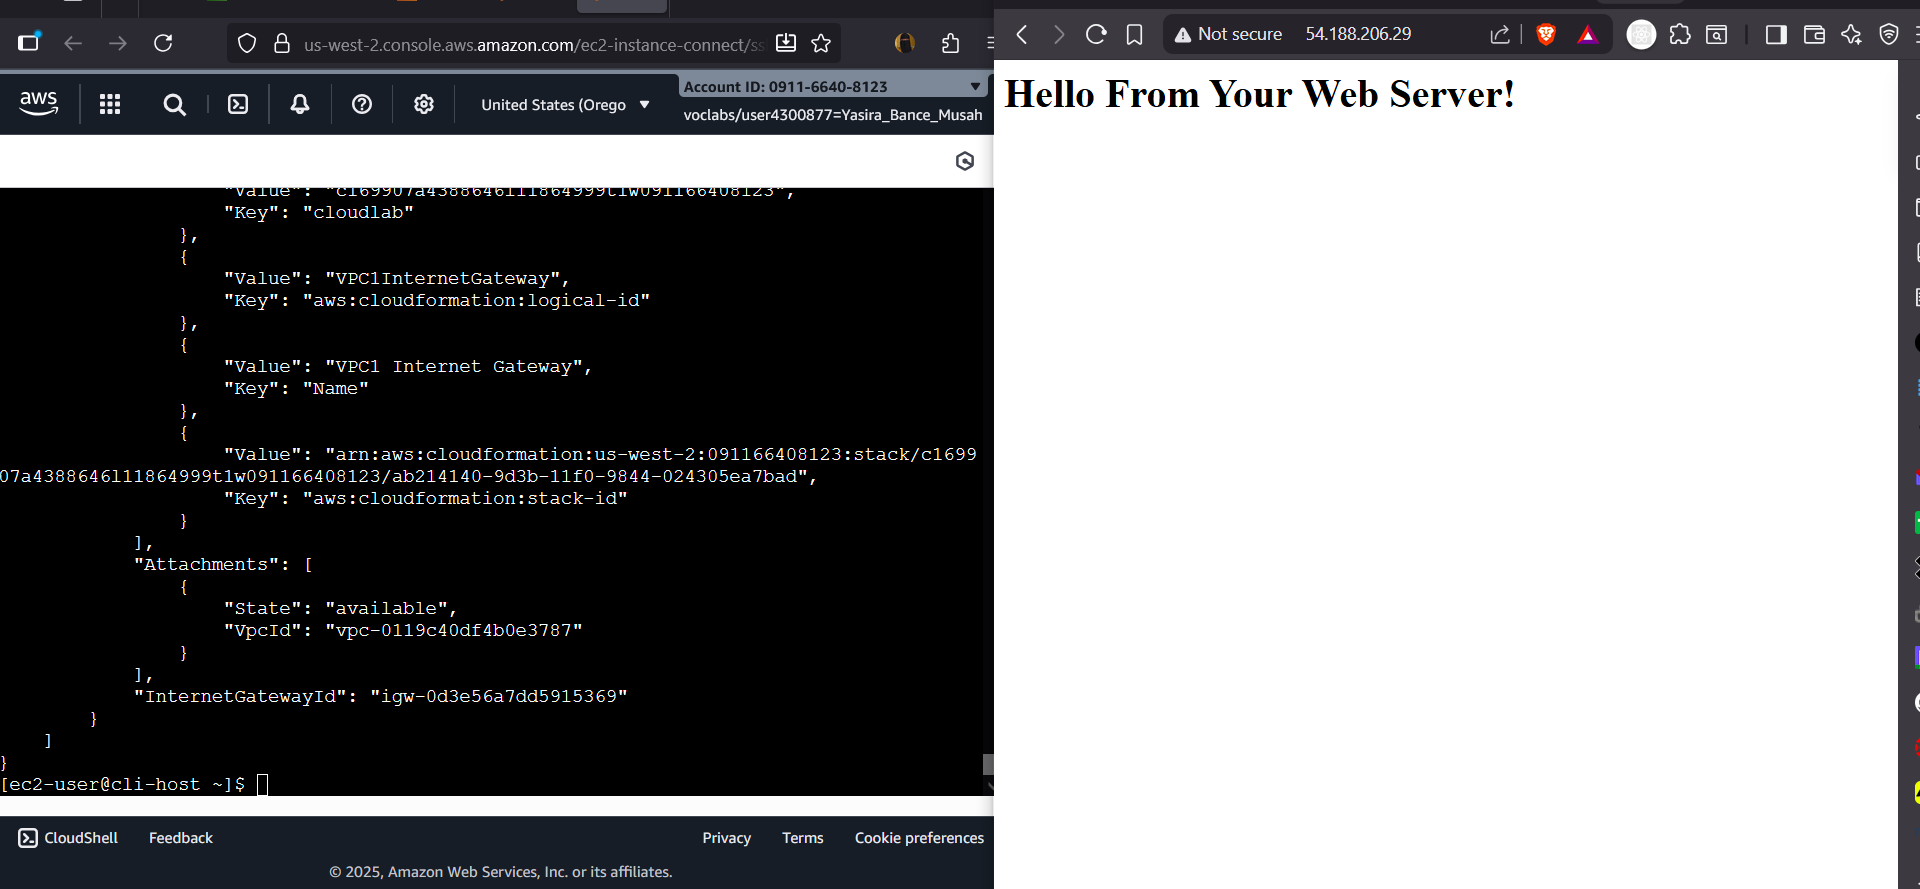 us-west-2.console.aws.amazon.com/ec2-instance-connect/ss
aws
United States (Orego
Account ID: 0911-6640-8123
voclabs/user4300877=Yasira_Bance_Musah
"Value": "c169907a4388646l11864999t1w091166408123",
"Key": "cloudlab"
},
{
"Value": "VPC1InternetGateway",
"Key": "aws:cloudformation:logical-id"
},
{
"Value": "VPC1 Internet Gateway",
"Key": "Name"
},
{
"Value": "arn:aws:cloudformation:us-west-2:091166408123:stack/c1699
07a4388646l11864999t1w091166408123/ab214140-9d3b-11f0-9844-024305ea7bad",
"Key": "aws:cloudformation:stack-id"
}
],
"Attachments": [
{
"State": "available",
"VpcId": "vpc-0119c40df4b0e3787"
}
],
"InternetGatewayId": "igw-0d3e56a7dd5915369"
}
]
}
[ec2-user@cli-host ~]$
CloudShell
Feedback
Privacy
Terms
Cookie preferences
© 2025, Amazon Web Services, Inc. or its affiliates.
Not secure
54.188.206.29
Hello From Your Web Server!